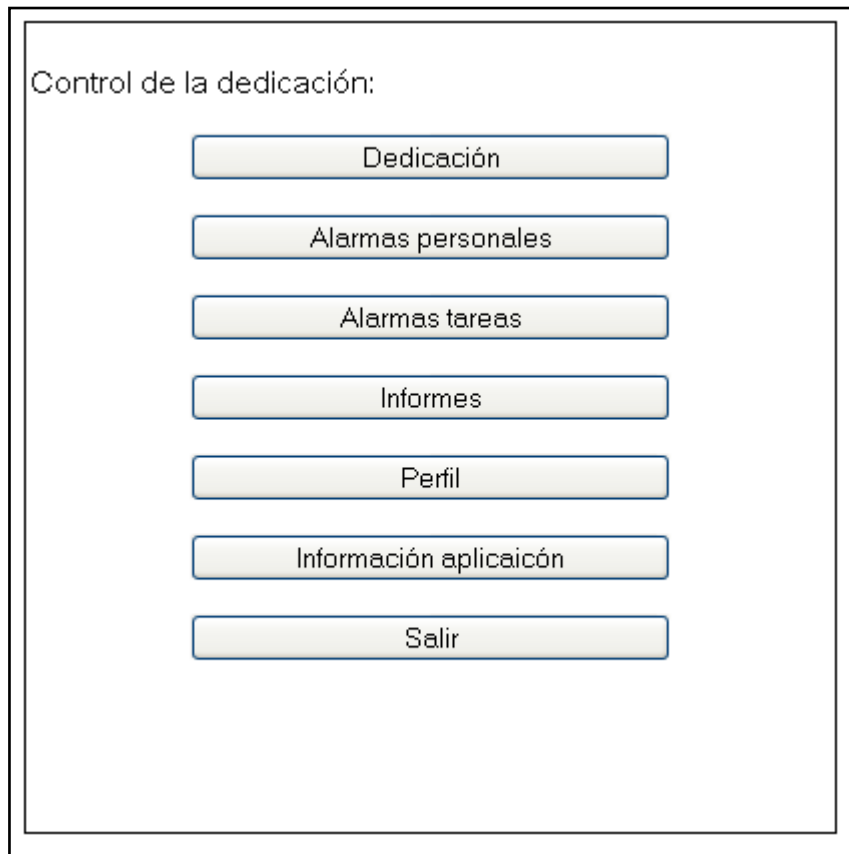 Control de la dedicación:
Dedicación
Alarmas personales
Alarmas tareas
Informes
Perfil
Información aplicaicón
Salir